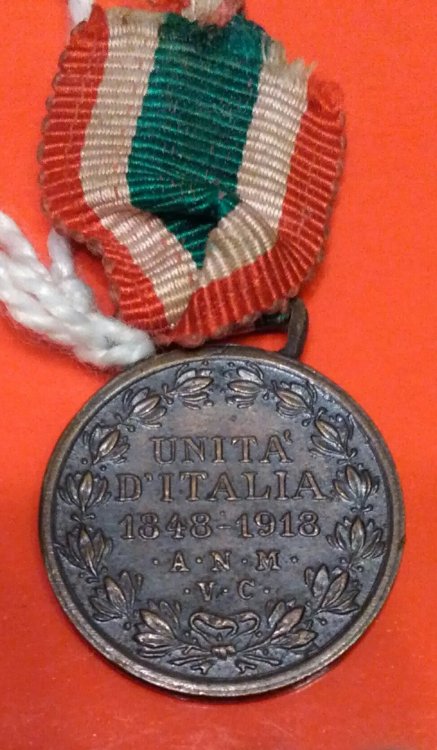 UNITA'
D'ITALIA
1848-1918
·A·N·M·
·V·C·